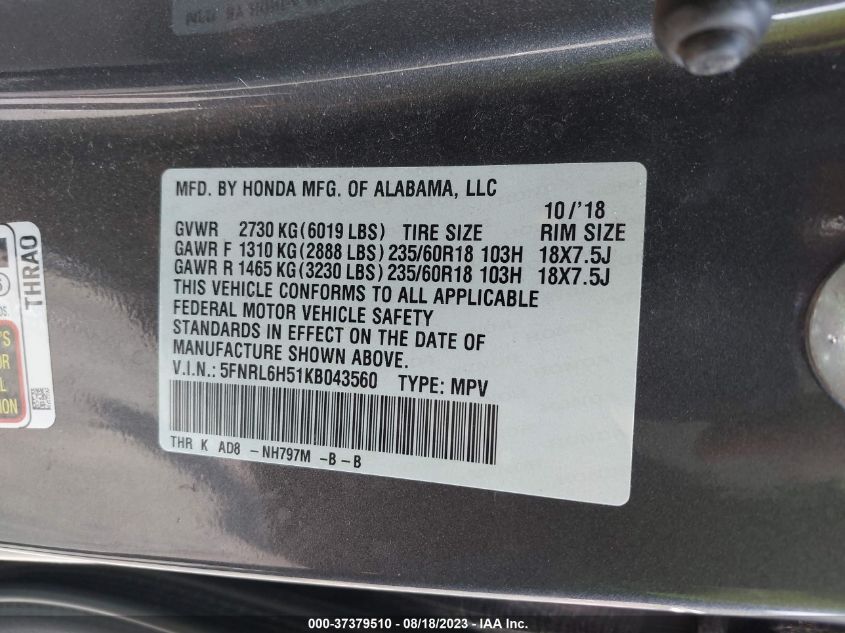 MFD. BY HONDA MFG. OF ALABAMA, LLC
10/'18
GVWR 2730 KG(6019 LBS) TIRE SIZE RIM SIZE
GAWR F 1310 KG(2888 LBS) 235/60R18 103H 18X7.5J
GAWR R 1465 KG(3230 LBS) 235/60R18 103H 18X7.5J
THIS VEHICLE CONFORMS TO ALL APPLICABLE
FEDERAL MOTOR VEHICLE SAFETY
STANDARDS IN EFFECT ON THE DATE OF
MANUFACTURE SHOWN ABOVE.
V.I.N.: 5FNRL6H51KB043560 TYPE: MPV
THR K AD8 -NH797M -B-B
THRA0
000-37379510 - 08/18/2023 - IAA Inc.